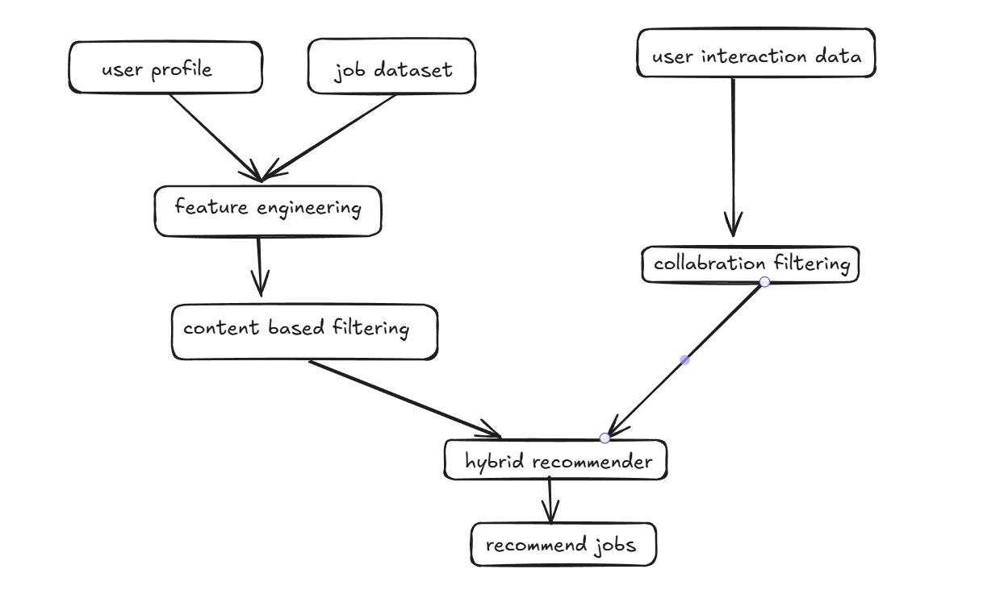 user profile
job dataset
user interaction data
feature engineering
collabration filtering
content based filtering
hybrid recommender
recommend jobs